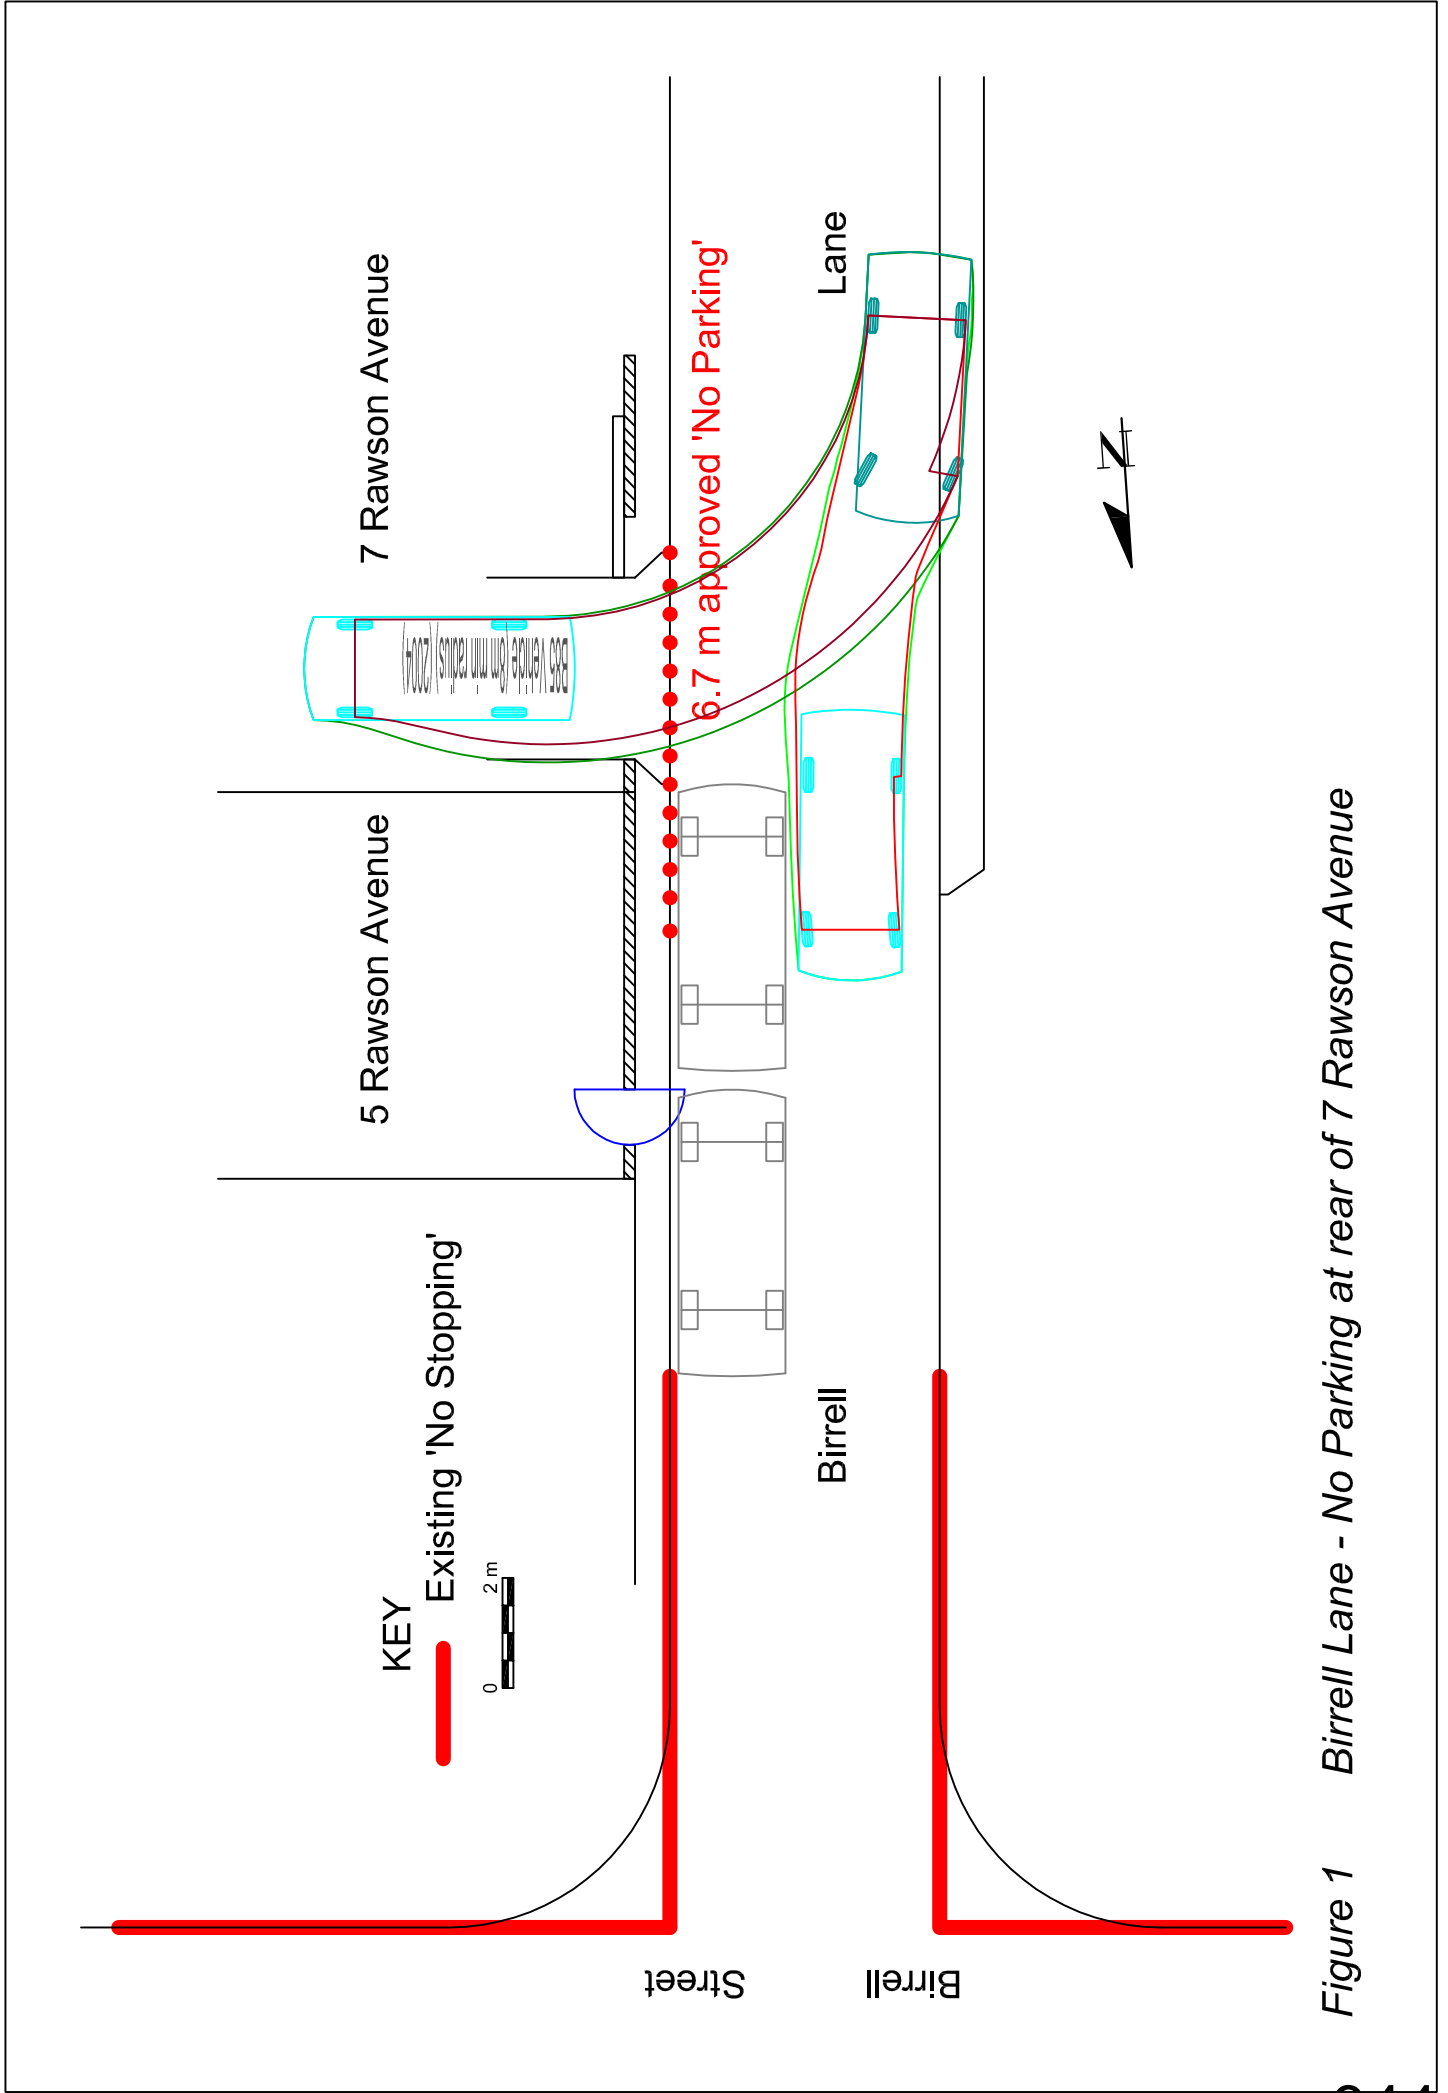 7 Rawson Avenue
5 Rawson Avenue
KEY
Existing 'No Stopping'
0 2 m
B85 vehicle (8m min radius) (2004)
6.7 m approved 'No Parking'
Birrell Lane
Birrell Street
N
Figure 1 Birrell Lane - No Parking at rear of 7 Rawson Avenue